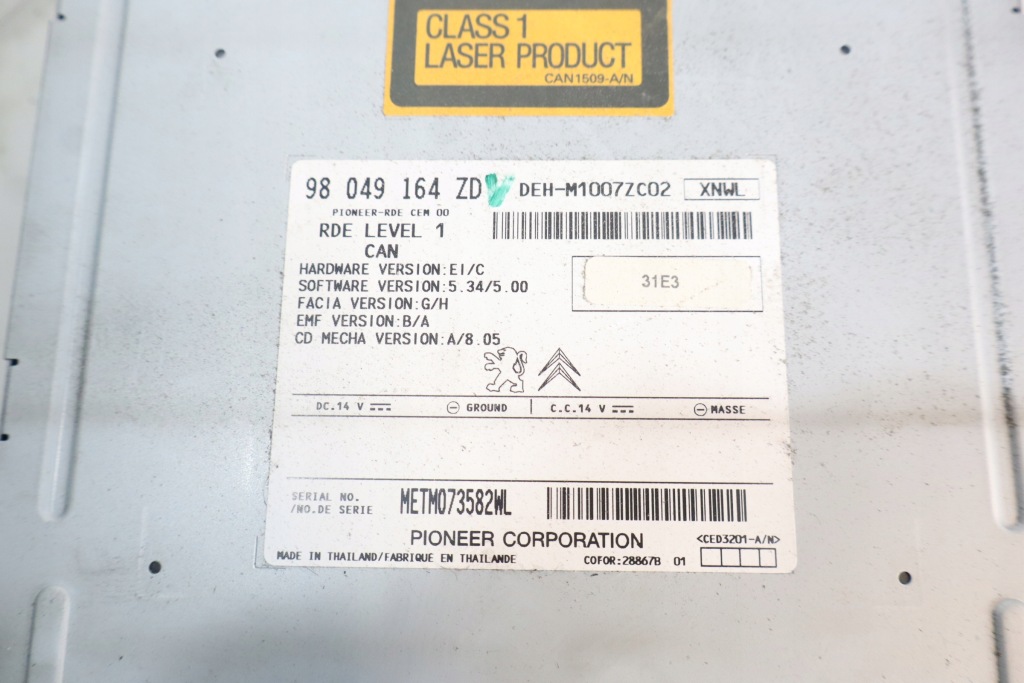 CLASS 1
LASER PRODUCT
CAN1509-A/N
98 049 164 ZD DEH-M1007ZC02 XNWL
PIONEER-RDE CEM 00
RDE LEVEL 1
CAN
HARDWARE VERSION:EI/C
SOFTWARE VERSION:5.34/5.00
31E3
FACIA VERSION:G/H
EMF VERSION:B/A
CD MECHA VERSION:A/8.05
DC.14 V GROUND C.C.14 V MASSE
SERIAL NO.
/NO.DE SERIE METM073582WL
PIONEER CORPORATION <CED3201-A/N>
MADE IN THAILAND/FABRIQUÉ EN THAILANDE COFOR:28867B 01